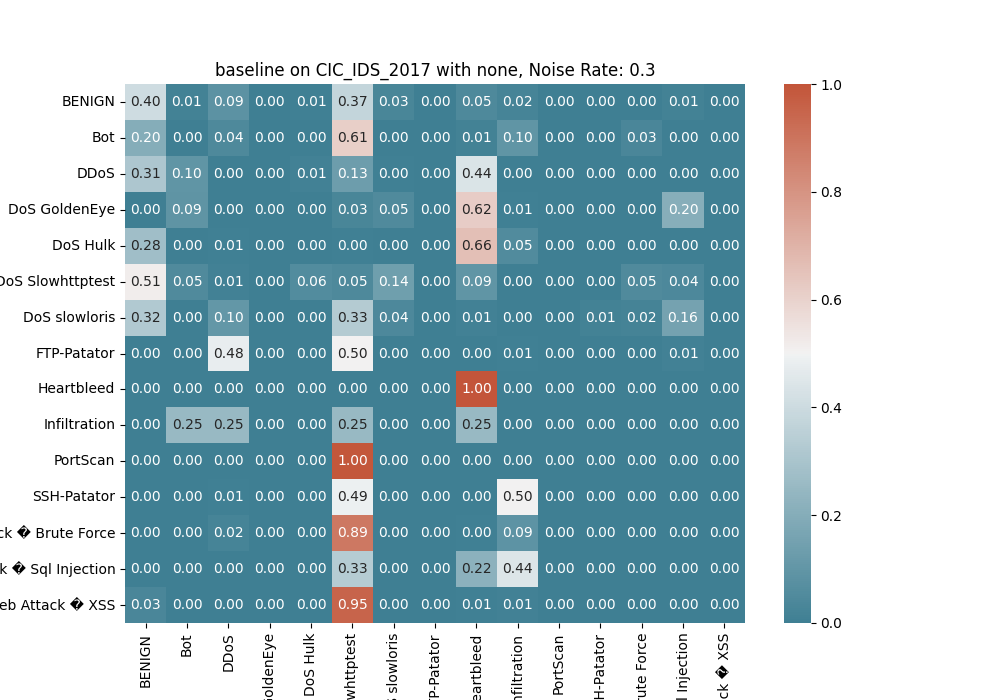 baseline on CIC_IDS_2017 with none, Noise Rate: 0.3
BENIGN 0.40 0.01 0.09 0.00 0.01 0.37 0.03 0.00 0.05 0.02 0.00 0.00 0.00 0.01 0.00
Bot 0.20 0.00 0.04 0.00 0.00 0.61 0.00 0.00 0.01 0.10 0.00 0.00 0.03 0.00 0.00
DDoS 0.31 0.10 0.00 0.00 0.01 0.13 0.00 0.00 0.44 0.00 0.00 0.00 0.00 0.00 0.00
DoS GoldenEye 0.00 0.09 0.00 0.00 0.00 0.03 0.05 0.00 0.62 0.01 0.00 0.00 0.00 0.20 0.00
DoS Hulk 0.28 0.00 0.01 0.00 0.00 0.00 0.00 0.00 0.66 0.05 0.00 0.00 0.00 0.00 0.00
DoS Slowhttptest 0.51 0.05 0.01 0.00 0.06 0.05 0.14 0.00 0.09 0.00 0.00 0.00 0.05 0.04 0.00
DoS slowloris 0.32 0.00 0.10 0.00 0.00 0.33 0.04 0.00 0.01 0.00 0.00 0.01 0.02 0.16 0.00
FTP-Patator 0.00 0.00 0.48 0.00 0.00 0.50 0.00 0.00 0.00 0.01 0.00 0.00 0.00 0.01 0.00
Heartbleed 0.00 0.00 0.00 0.00 0.00 0.00 0.00 0.00 1.00 0.00 0.00 0.00 0.00 0.00 0.00
Infiltration 0.00 0.25 0.25 0.00 0.00 0.25 0.00 0.00 0.25 0.00 0.00 0.00 0.00 0.00 0.00
PortScan 0.00 0.00 0.00 0.00 0.00 1.00 0.00 0.00 0.00 0.00 0.00 0.00 0.00 0.00 0.00
SSH-Patator 0.00 0.00 0.01 0.00 0.00 0.49 0.00 0.00 0.00 0.50 0.00 0.00 0.00 0.00 0.00
ck � Brute Force 0.00 0.00 0.02 0.00 0.00 0.89 0.00 0.00 0.00 0.09 0.00 0.00 0.00 0.00 0.00
k � Sql Injection 0.00 0.00 0.00 0.00 0.00 0.33 0.00 0.00 0.22 0.44 0.00 0.00 0.00 0.00 0.00
eb Attack � XSS 0.03 0.00 0.00 0.00 0.00 0.95 0.00 0.00 0.01 0.01 0.00 0.00 0.00 0.00 0.00
BENIGN
Bot
DDoS
oldenEye
DoS Hulk
whttptest
slowloris
P-Patator
eartbleed
nfiltration
PortScan
H-Patator
ute Force
l Injection
ck � XSS
1.0
0.8
0.6
0.4
0.2
0.0